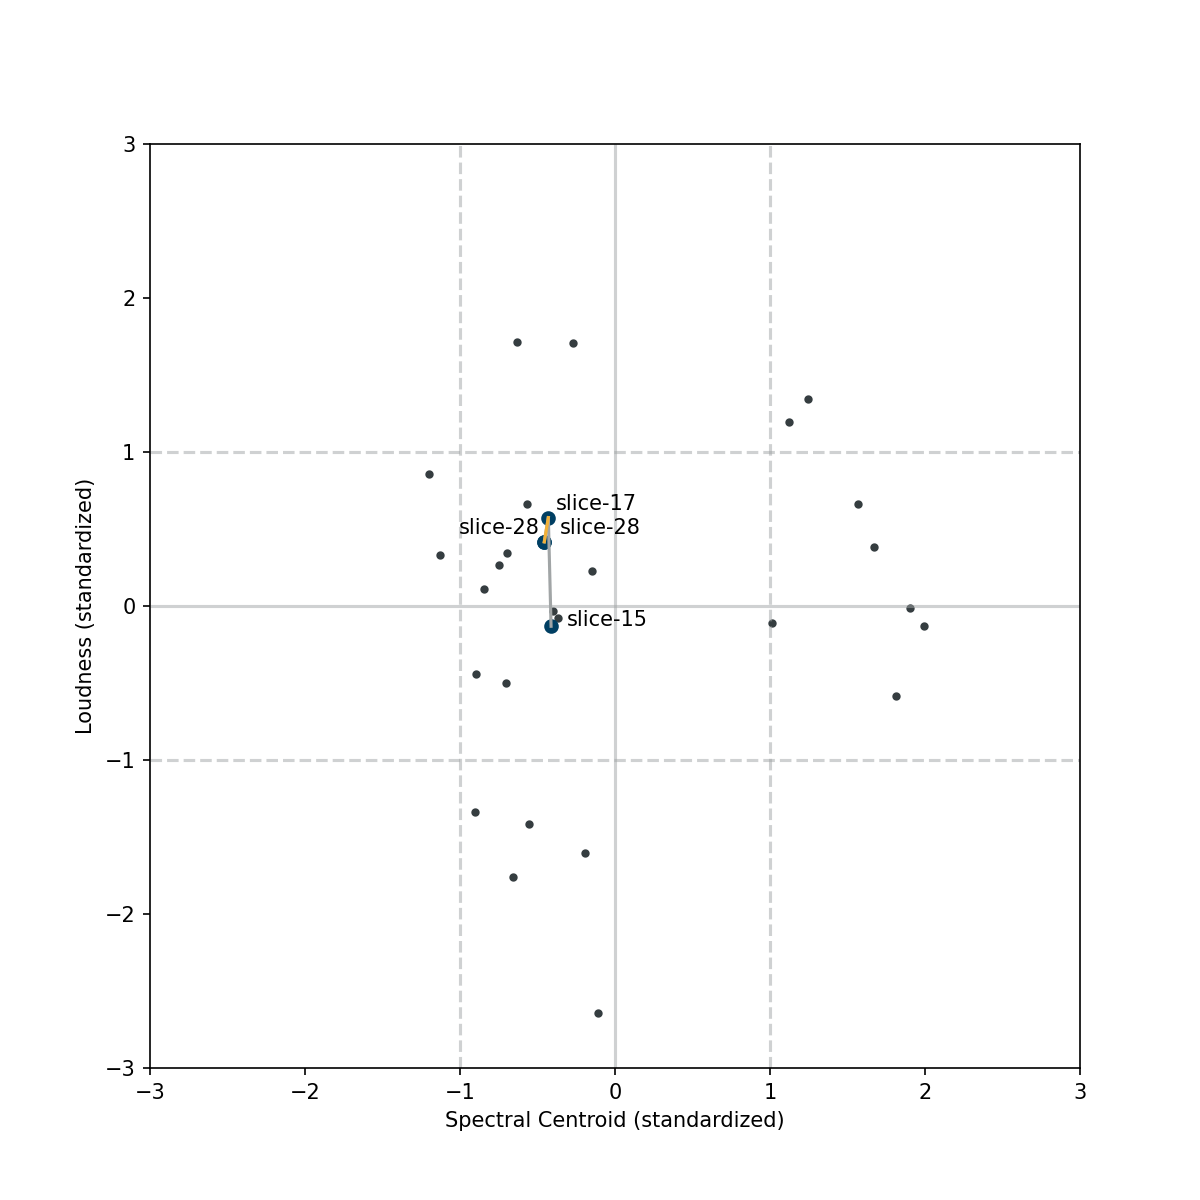 3
2
1
0
−1
−2
−3
Loudness (standardized)
slice-17
slice-28 slice-28
slice-15
−3 −2 −1 0 1 2 3
Spectral Centroid (standardized)